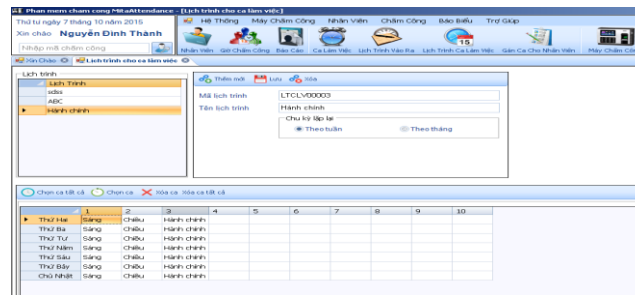 Phan mem cham cong MitaAttendance - [Lịch trình cho ca làm việc]
Thứ tư ngày 7 tháng 10 năm 2015
Hệ Thống Máy Chấm Công Nhân Viên Chấm Công Báo Biểu Trợ Giúp
Xin chào Nguyễn Đình Thành
Nhập mã chấm công
Nhân Viên Giờ Chấm Công Báo Cáo Ca Làm Việc Lịch Trình Vào Ra Lịch Trình Ca Làm Việc Gán Ca Cho Nhân Viên Máy Chấm Côn
Xin Chào Lịch trình cho ca làm việc
Lịch trình
Lịch Trình
sdss
ABC
Hành chính
Thêm mới Lưu Xóa
Mã lịch trình LTCLV00003
Tên lịch trình Hành chính
Chu kỳ lặp lại
Theo tuần Theo tháng
Chọn ca tất cả Chọn ca Xóa ca Xóa ca tất cả
1 2 3 4 5 6 7 8 9 10
Thứ Hai Sáng Chiều Hành chính
Thứ Ba Sáng Chiều Hành chính
Thứ Tư Sáng Chiều Hành chính
Thứ Năm Sáng Chiều Hành chính
Thứ Sáu Sáng Chiều Hành chính
Thứ Bảy Sáng Chiều Hành chính
Chủ Nhật Sáng Chiều Hành chính